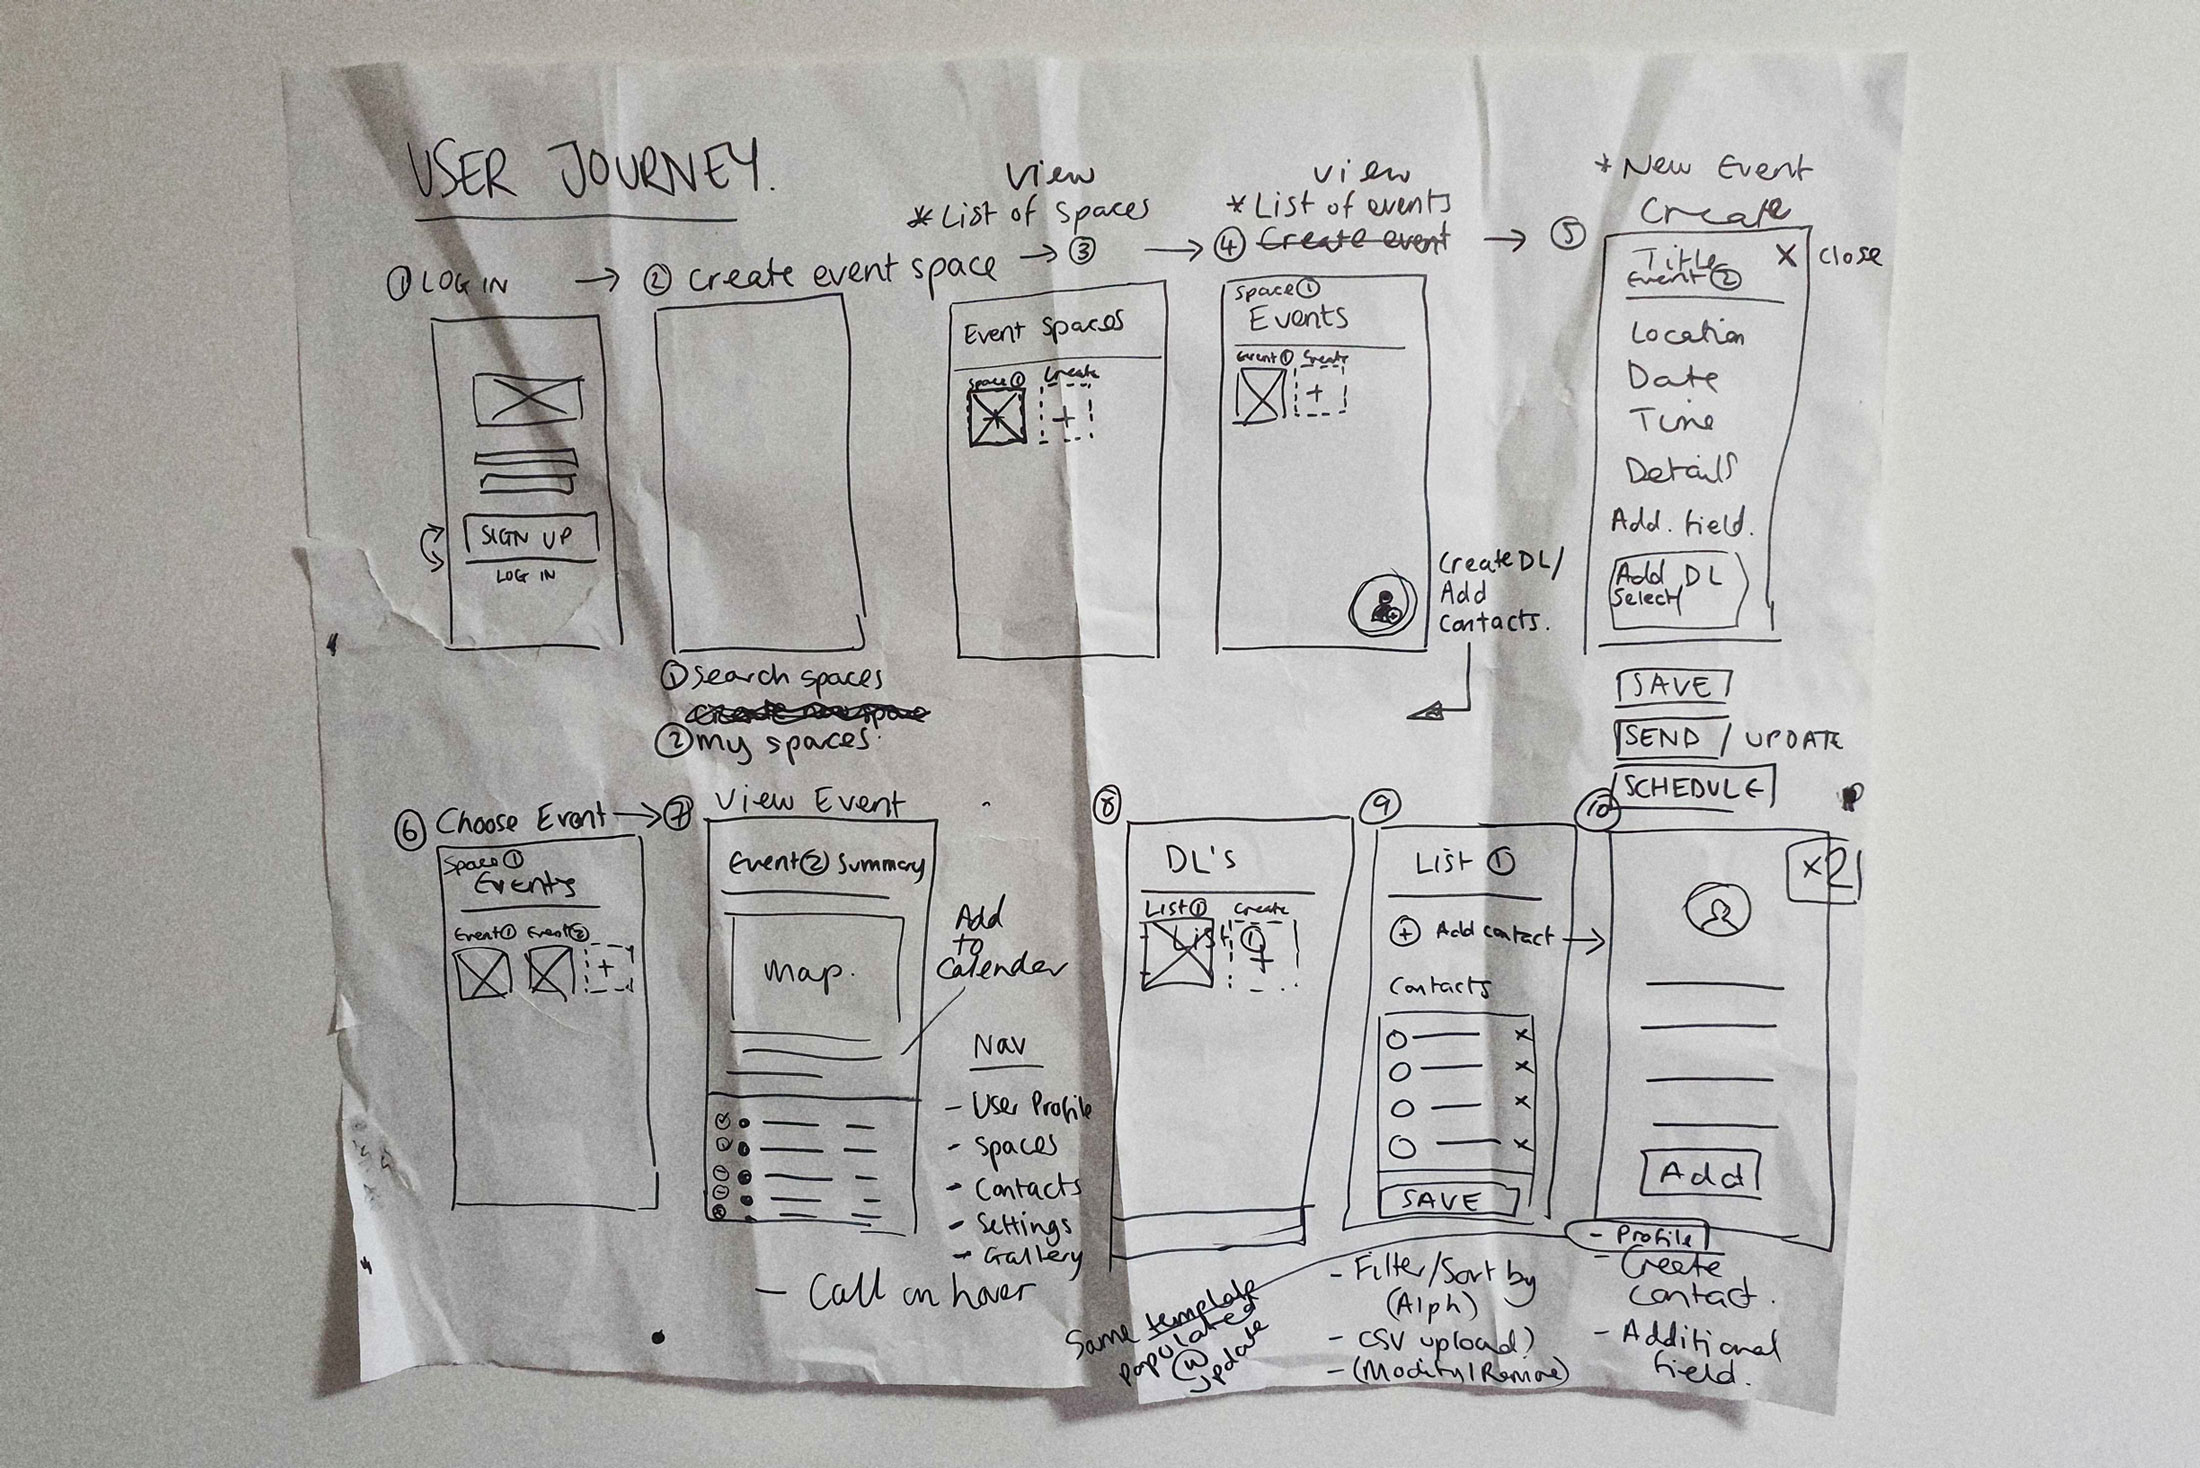 USER JOURNEY.
① LOG IN → ② Create event space → ③ → ④ Create event → ⑤
View
* List of Spaces
View
* List of events
* New Event
Create
SIGN UP
LOG IN
① Search spaces
② my spaces.
Event Spaces
Space ① Create
+
Space ①
Events
Event ① Create
+
Create DL/
Add
Contacts.
Title X Close
Event ②
Location
Date
Time
Details
Add. field.
Add DL
Select
SAVE
SEND / UPDATE
SCHEDULE
⑥ Choose Event → ⑦ View Event
Space ①
Events
Event ① Event ②
+
Event ② Summary
Map.
Add
to
Calender
Nav
- User Profile
- Spaces
- Contacts
- Settings
- Gallery
- Call on hover
⑧
DL's
List ① Create
List ①
+
⑨
List ①
+ Add contact →
Contacts
x
x
x
x
SAVE
- Filter/Sort by
(Alph)
- CSV upload?
- (Modify/Remove)
⑩
Add
- Profile
- Create
Contact.
- Additional
field.
Same template
populated
w
update